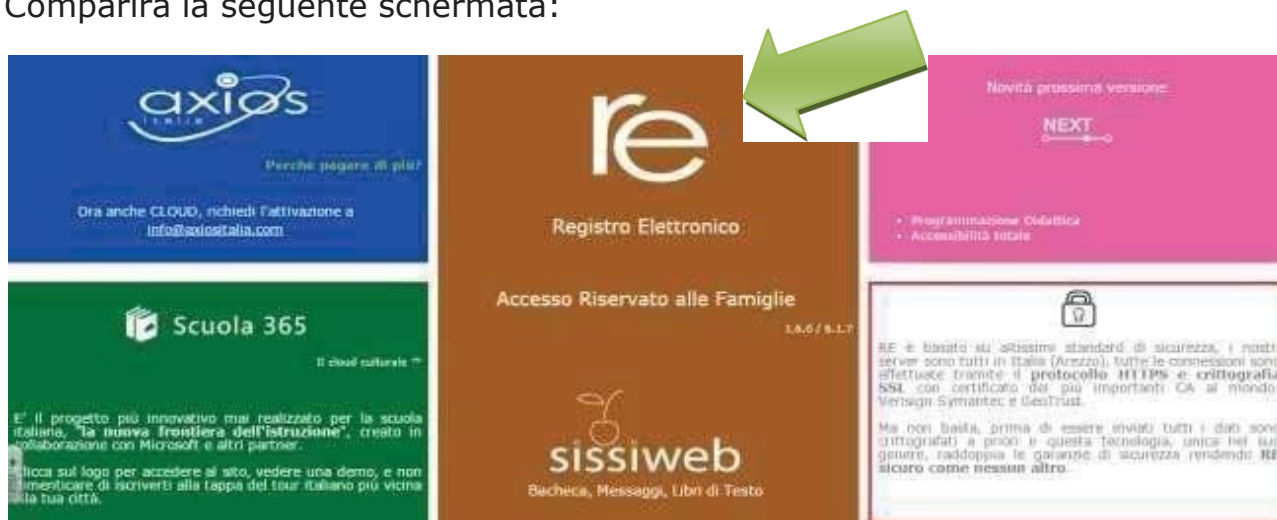 Comparirà la seguente schermata:
axios
italia
Perchè pagare di più?
Ora anche CLOUD, richiedi l'attivazione a
info@axiositalia.com
Scuola 365
Il cloud culturale ™
E' il progetto più innovativo mai realizzato per la scuola
italiana, "la nuova frontiera dell'istruzione", creato in
collaborazione con Microsoft e altri partner.
Clicca sul logo per accedere al sito, vedere una demo, e non
dimenticare di iscriverti alla tappa del tour italiano più vicina
alla tua città.
re
Registro Elettronico
Accesso Riservato alle Famiglie
sissiweb
Bacheca, Messaggi, Libri di Testo
Novità prossima versione
NEXT
• Programmazione Didattica
• Accessibilità totale
RE è basato su altissimi standard di sicurezza, i nostri
server sono tutti in Italia (Arezzo), tutte le connessioni sono
effettuate tramite il protocollo HTTPS e crittografia
SSL con certificato dei più importanti CA al mondo
Verisign Symantec e GeoTrust.
Ma non basta, prima di essere inviati tutti i dati sono
crittografati a priori e questa tecnologia, unica nel suo
genere, raddoppia le garanzie di sicurezza rendendo RE
sicuro come nessun altro.